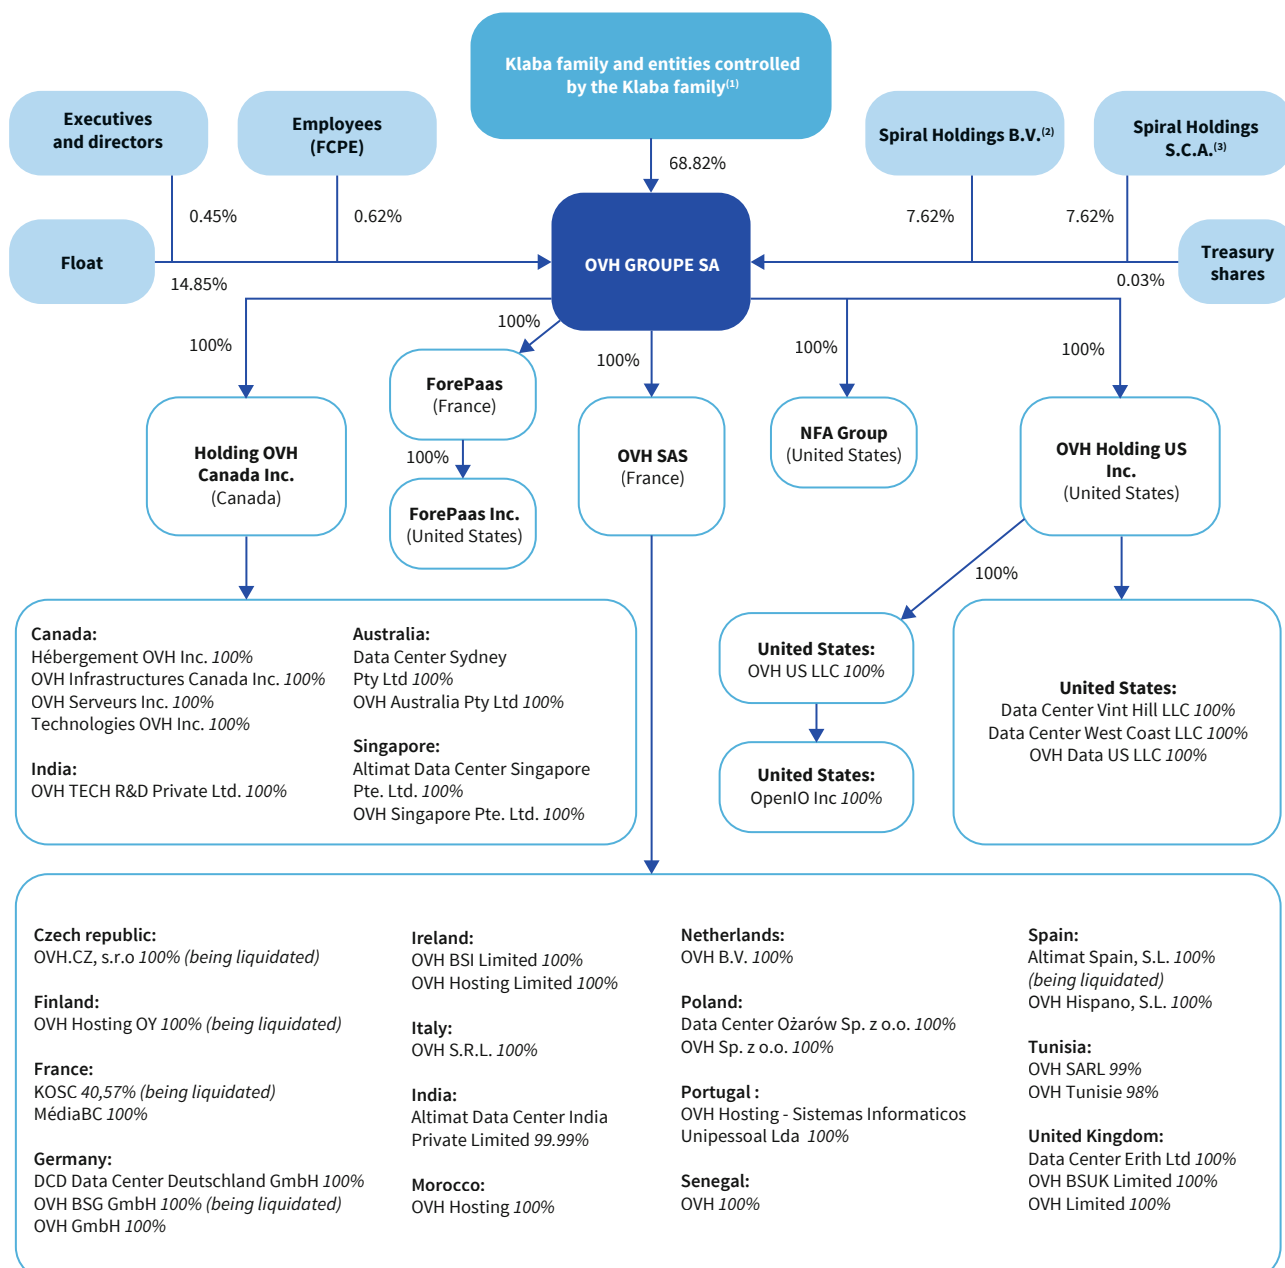 Klaba family and entities controlled
by the Klaba family(1)
Executives
and directors
Employees
(FCPE)
Spiral Holdings B.V.(2)
Spiral Holdings
S.C.A.(3)
68.82%
0.45%
0.62%
7.62%
7.62%
Float
OVH GROUPE SA
Treasury
shares
14.85%
0.03%
100%
100%
100%
100%
100%
ForePaas
(France)
Holding OVH
Canada Inc.
(Canada)
100%
ForePaas Inc.
(United States)
OVH SAS
(France)
NFA Group
(United States)
OVH Holding US
Inc.
(United States)
100%
Canada:
Hébergement OVH Inc. 100%
OVH Infrastructures Canada Inc. 100%
OVH Serveurs Inc. 100%
Technologies OVH Inc. 100%
India:
OVH TECH R&D Private Ltd. 100%
Australia:
Data Center Sydney
Pty Ltd 100%
OVH Australia Pty Ltd 100%
Singapore:
Altimat Data Center Singapore
Pte. Ltd. 100%
OVH Singapore Pte. Ltd. 100%
United States:
OVH US LLC 100%
United States:
OpenIO Inc 100%
United States:
Data Center Vint Hill LLC 100%
Data Center West Coast LLC 100%
OVH Data US LLC 100%
Czech republic:
OVH.CZ, s.r.o 100% (being liquidated)
Finland:
OVH Hosting OY 100% (being liquidated)
France:
KOSC 40,57% (being liquidated)
MédiaBC 100%
Germany:
DCD Data Center Deutschland GmbH 100%
OVH BSG GmbH 100% (being liquidated)
OVH GmbH 100%
Ireland:
OVH BSI Limited 100%
OVH Hosting Limited 100%
Italy:
OVH S.R.L. 100%
India:
Altimat Data Center India
Private Limited 99.99%
Morocco:
OVH Hosting 100%
Netherlands:
OVH B.V. 100%
Poland:
Data Center Ożarów Sp. z o.o. 100%
OVH Sp. z o.o. 100%
Portugal :
OVH Hosting - Sistemas Informaticos
Unipessoal Lda 100%
Senegal:
OVH 100%
Spain:
Altimat Spain, S.L. 100%
(being liquidated)
OVH Hispano, S.L. 100%
Tunisia:
OVH SARL 99%
OVH Tunisie 98%
United Kingdom:
Data Center Erith Ltd 100%
OVH BSUK Limited 100%
OVH Limited 100%